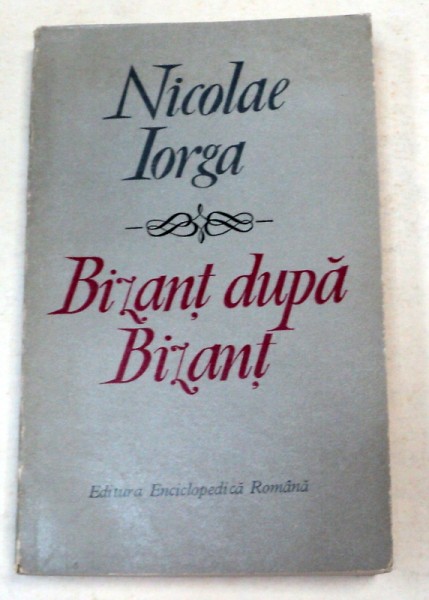 Nicolae
Iorga
Bizanț după
Bizanț
Editura Enciclopedică Română